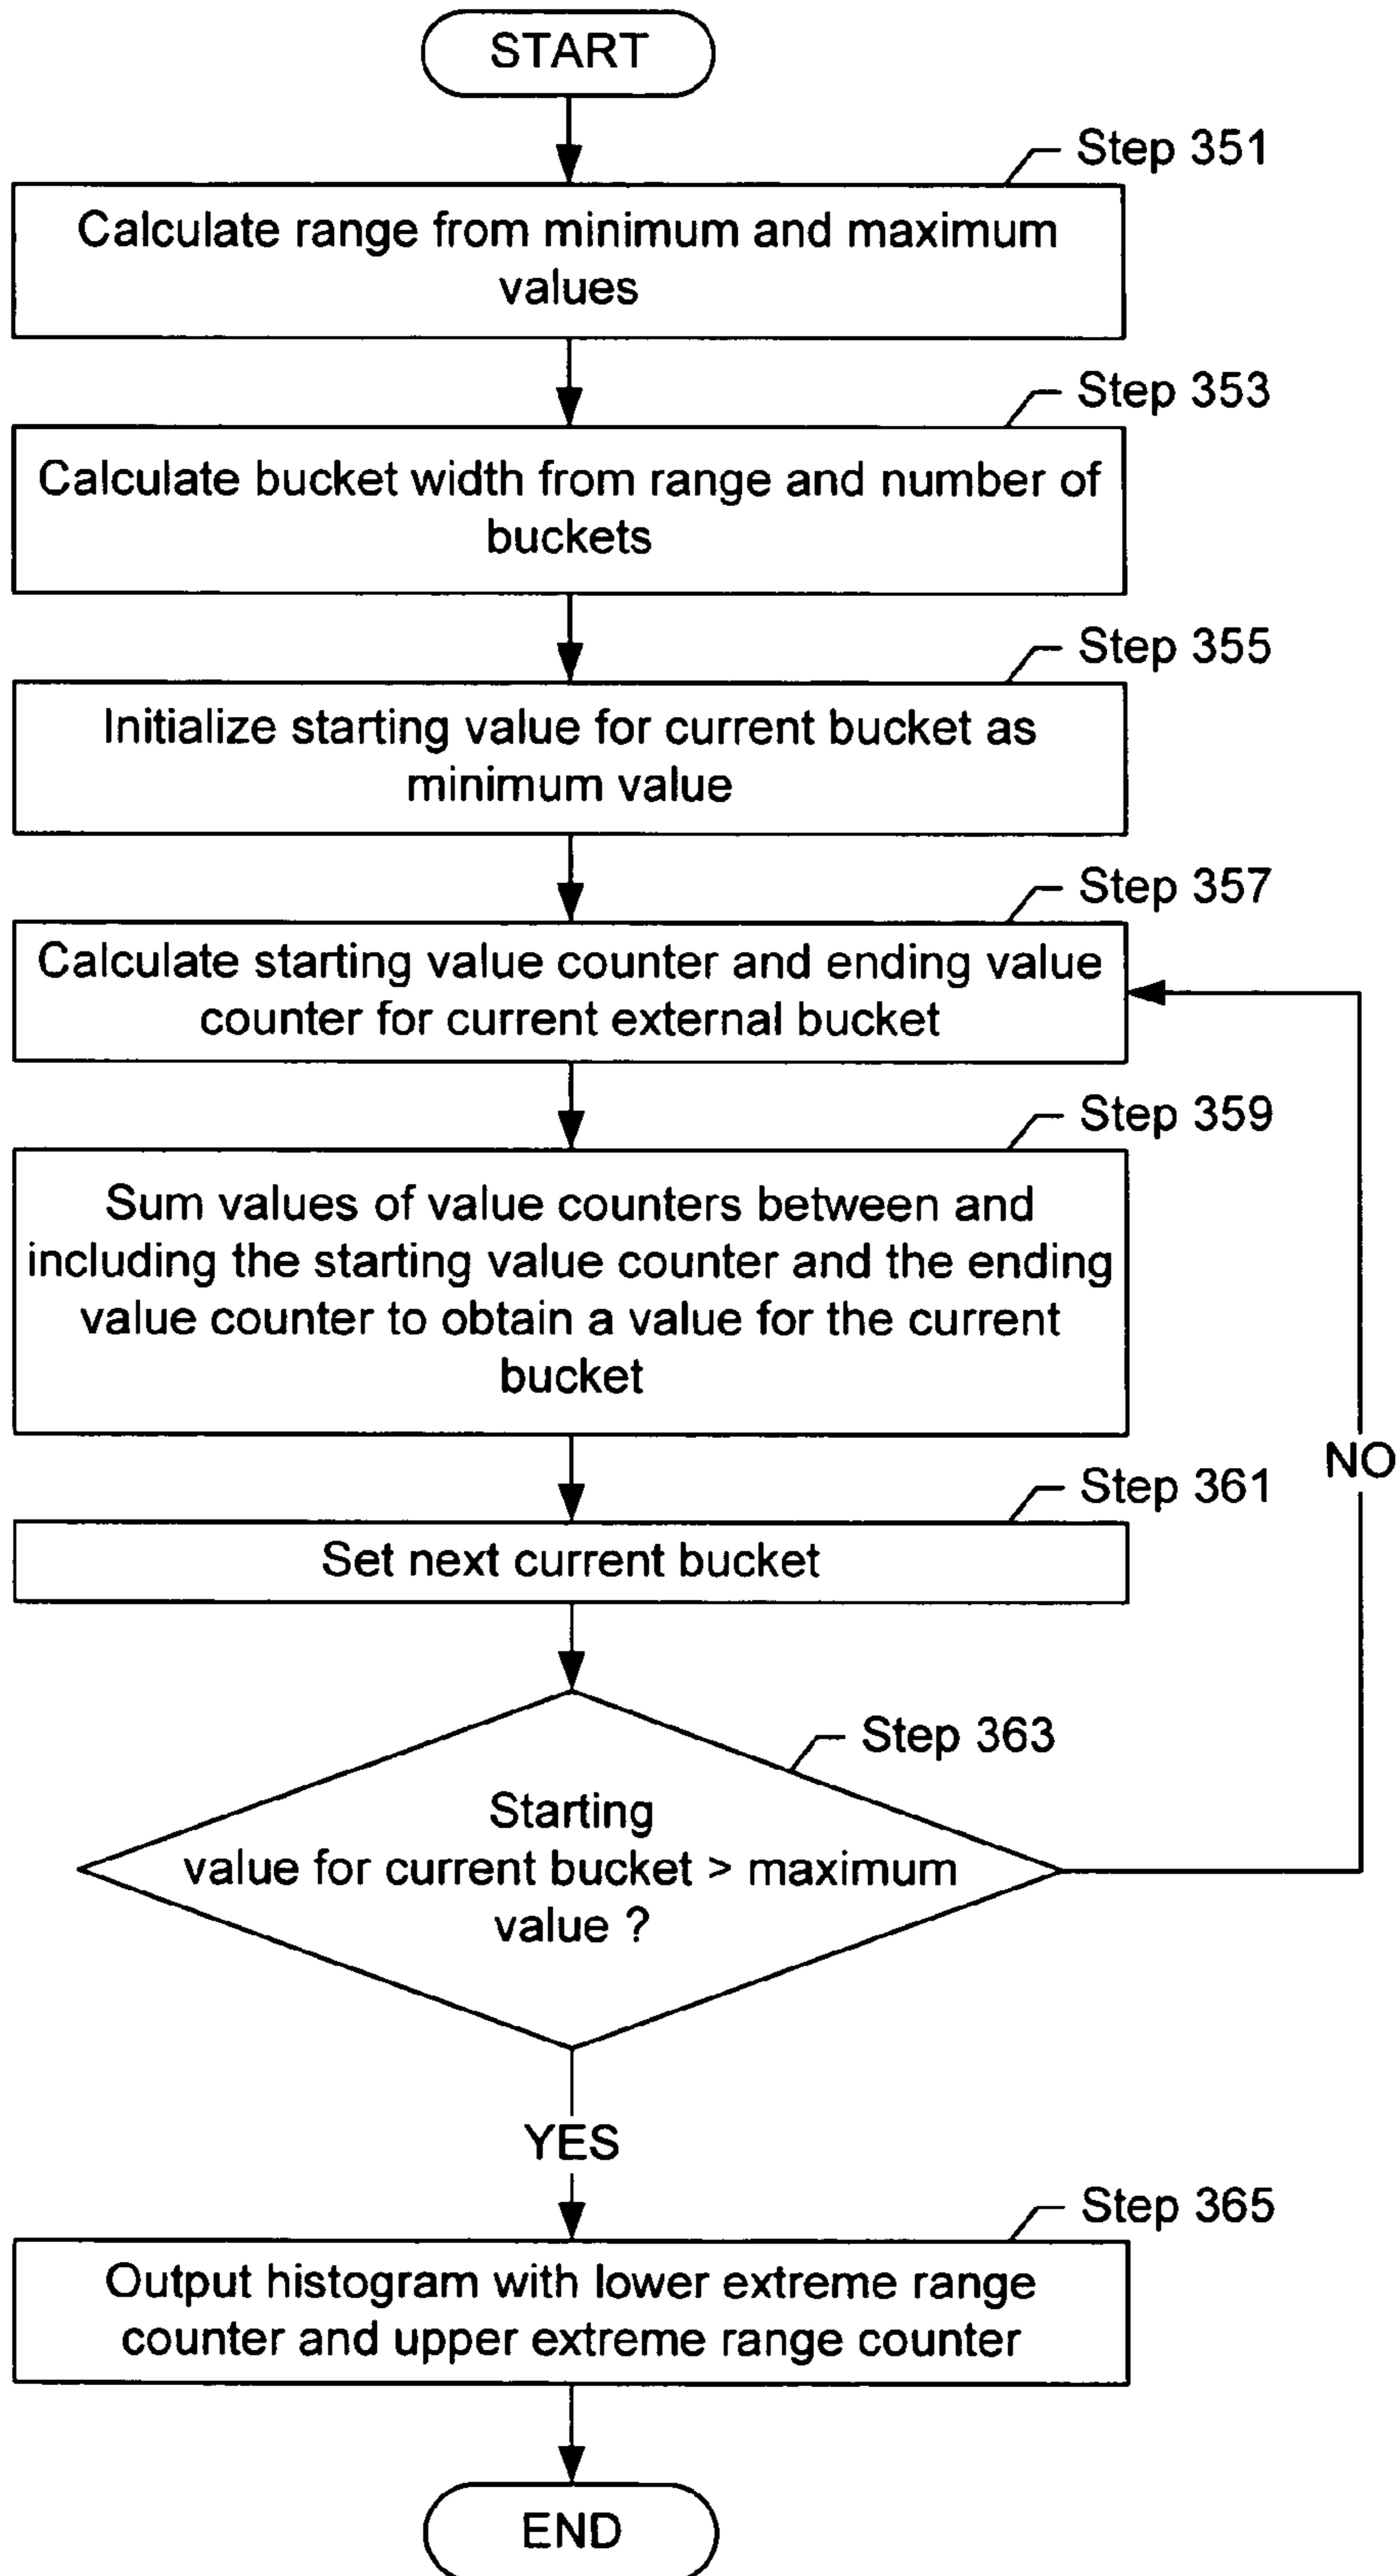 START
Step 351
Calculate range from minimum and maximum
values
Step 353
Calculate bucket width from range and number of
buckets
Step 355
Initialize starting value for current bucket as
minimum value
Step 357
Calculate starting value counter and ending value
counter for current external bucket
Step 359
Sum values of value counters between and
including the starting value counter and the ending
value counter to obtain a value for the current
bucket
NO
Step 361
Set next current bucket
Step 363
Starting
value for current bucket > maximum
value ?
YES
Step 365
Output histogram with lower extreme range
counter and upper extreme range counter
END